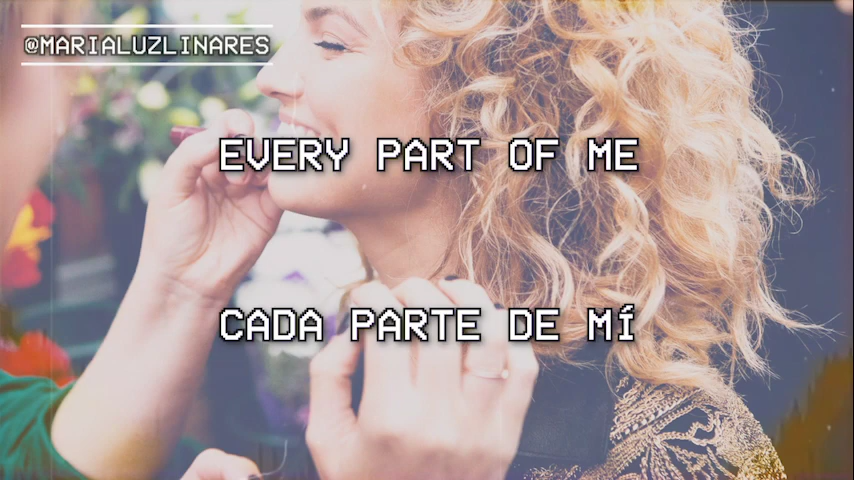 @MARIALUZLINARES
EVERY PART OF ME
CADA PARTE DE MÍ